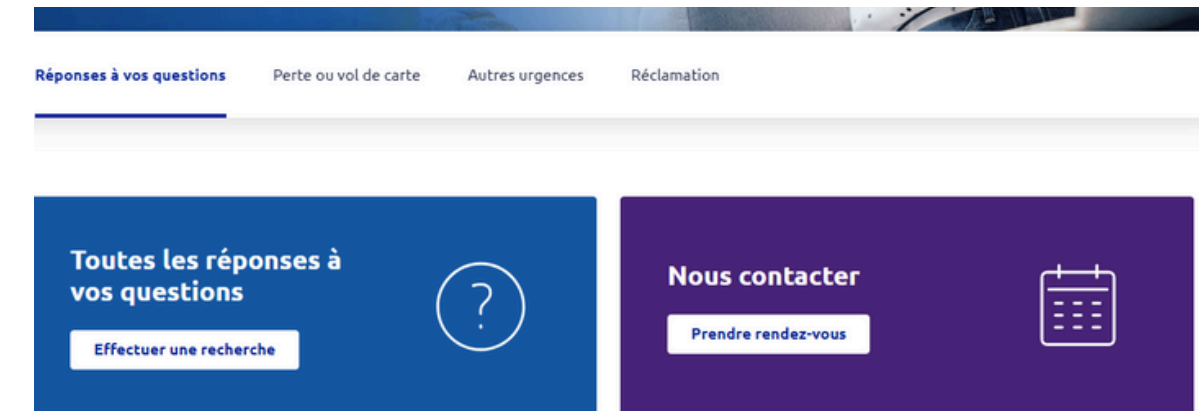 Réponses à vos questions
Perte ou vol de carte
Autres urgences
Réclamation
Toutes les réponses à
vos questions
?
Effectuer une recherche
Nous contacter
Prendre rendez-vous